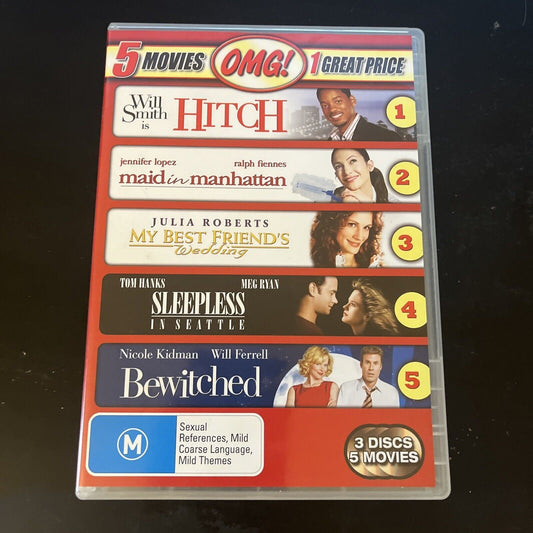 5 MOVIES OMG! 1 GREAT PRICE
Will
Smith
is
HITCH
1
jennifer lopez ralph fiennes
maid in manhattan
2
JULIA ROBERTS
MY BEST FRIEND'S
Wedding
3
TOM HANKS MEG RYAN
SLEEPLESS
IN SEATTLE
4
Nicole Kidman Will Ferrell
Bewitched
5
M
Sexual
References, Mild
Coarse Language,
Mild Themes
3 DISCS
5 MOVIES